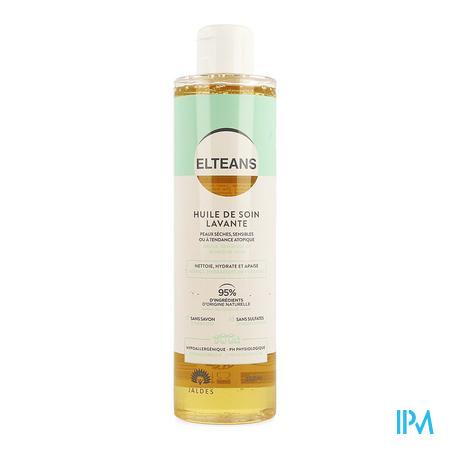 ELTEANS
HUILE DE SOIN
LAVANTE
PEAUX SÈCHES, SENSIBLES
OU À TENDANCE ATOPIQUE
NETTOIE, HYDRATE ET APAISE
95%
D'INGRÉDIENTS
D'ORIGINE NATURELLE
SANS SAVON
SANS SULFATES
HYPOALLERGÉNIQUE - PH PHYSIOLOGIQUE
JALDES
IPM